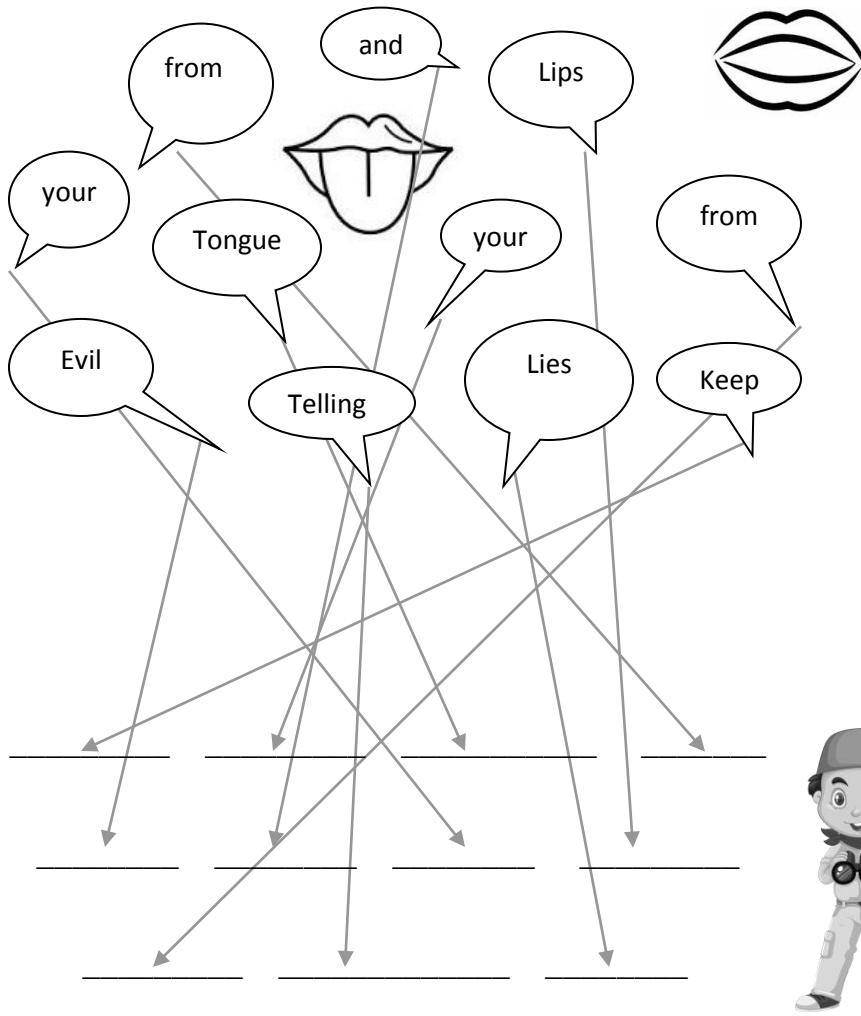 and
from
Lips
your
Tongue
your
from
Evil
Telling
Lies
Keep